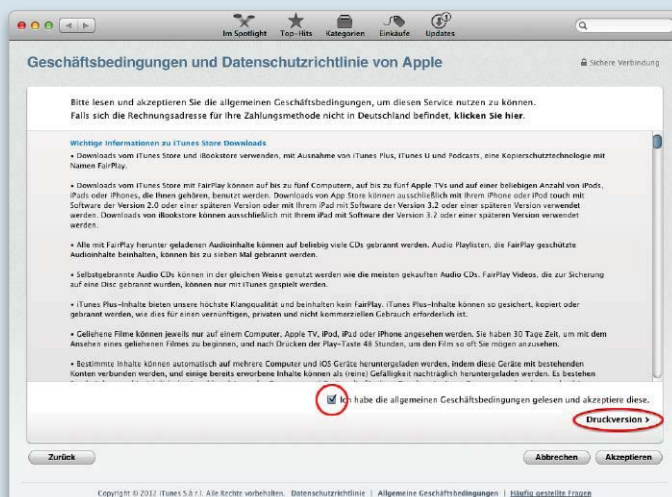 Im Spotlight Top-Hits Kategorien Einkäufe Updates
Geschäftsbedingungen und Datenschutzrichtlinie von Apple
Sichere Verbindung
Bitte lesen und akzeptieren Sie die allgemeinen Geschäftsbedingungen, um diesen Service nutzen zu können.
Falls sich die Rechnungsadresse für Ihre Zahlungsmethode nicht in Deutschland befindet, klicken Sie hier.
Wichtige Informationen zu iTunes Store Downloads
• Downloads vom iTunes Store und iBookstore verwenden, mit Ausnahme von iTunes Plus, iTunes U und Podcasts, eine Kopierschutztechnologie mit
Namen FairPlay.
• Downloads vom iTunes Store mit FairPlay können auf bis zu fünf Computern, auf bis zu fünf Apple TVs und auf einer beliebigen Anzahl von iPods,
iPads oder iPhones, die Ihnen gehören, benutzt werden. Downloads von App Store können ausschließlich mit Ihrem iPhone oder iPod touch mit
Software der Version 2.0 oder einer späteren Version oder mit Ihrem iPad mit Software der Version 3.2 oder einer späteren Version verwendet
werden. Downloads von iBookstore können ausschließlich mit Ihrem iPad mit Software der Version 3.2 oder einer späteren Version verwendet
werden.
• Alle mit FairPlay herunter geladenen Audioinhalte können auf beliebig viele CDs gebrannt werden. Audio Playlisten, die FairPlay geschützte
Audioinhalte beinhalten, können bis zu sieben Mal gebrannt werden.
• Selbstgebrannte Audio CDs können in der gleichen Weise genutzt werden wie die meisten gekauften Audio CDs. FairPlay Videos, die zur Sicherung
auf eine Disc gebrannt wurden, können nur mit iTunes gespielt werden.
• iTunes Plus-Inhalte bieten unsere höchste Klangqualität und beinhalten kein FairPlay. iTunes Plus-Inhalte können so gesichert, kopiert oder
gebrannt werden, wie dies für einen vernünftigen, privaten und nicht kommerziellen Gebrauch erforderlich ist.
• Geliehene Filme können jeweils nur auf einem Computer, Apple TV, iPod, iPad oder iPhone angesehen werden. Sie haben 30 Tage Zeit, um mit dem
Ansehen eines geliehenen Filmes zu beginnen, und nach Drücken der Play-Taste 48 Stunden, um den Film so oft Sie mögen anzusehen.
• Bestimmte Inhalte können automatisch auf mehrere Computer und iOS Geräte heruntergeladen werden, indem diese Geräte mit bestehenden
Konten verbunden werden, und einige bereits erworbene Inhalte können als (reine) Gefälligkeit nachträglich heruntergeladen werden. Es bestehen
Ich habe die allgemeinen Geschäftsbedingungen gelesen und akzeptiere diese.
Druckversion >
Zurück Abbrechen Akzeptieren
Copyright © 2012 iTunes S.à r.l. Alle Rechte vorbehalten. Datenschutzrichtlinie | Allgemeine Geschäftsbedingungen | Häufig gestellte Fragen